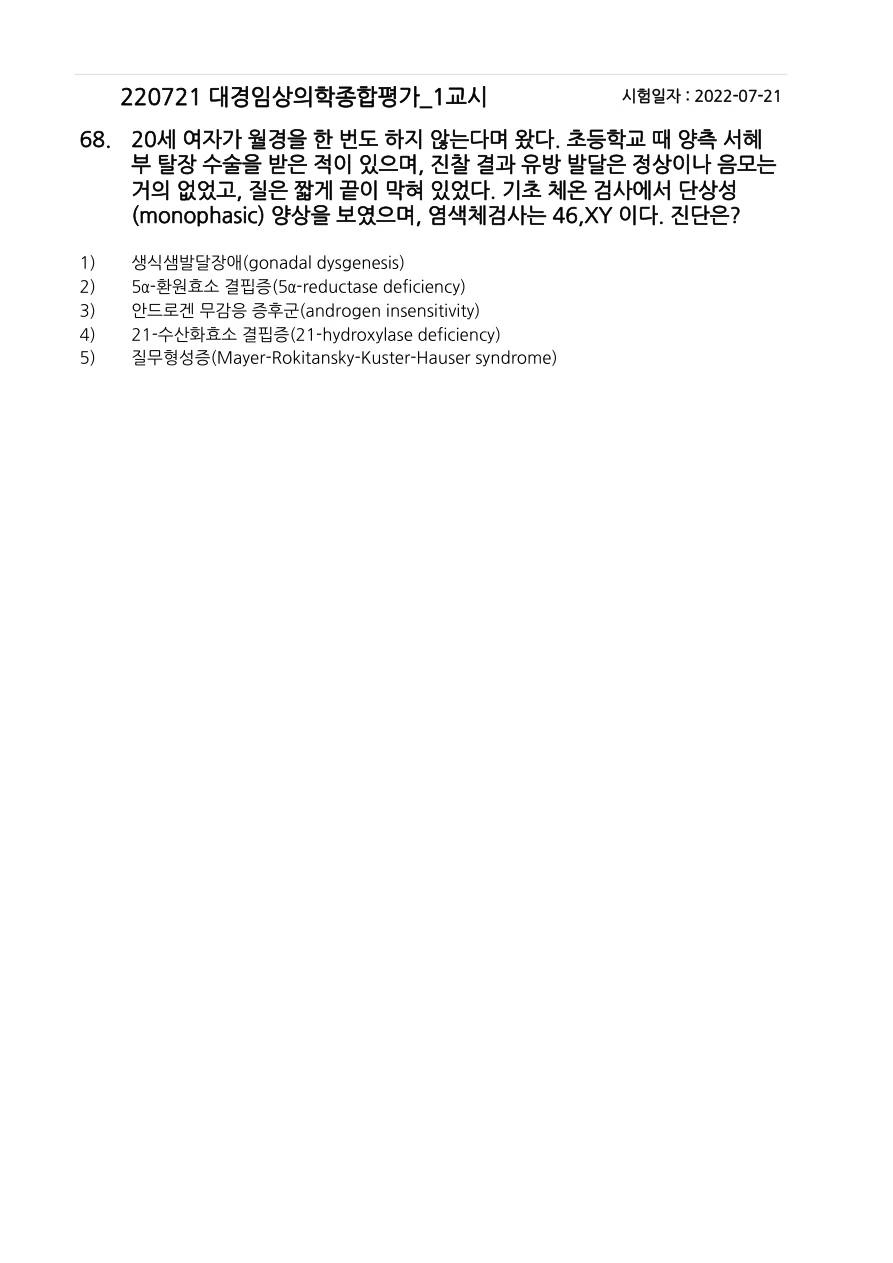 220721 대경임상의학종합평가_1교시 시험일자 : 2022-07-21
68. 20세 여자가 월경을 한 번도 하지 않는다며 왔다. 초등학교 때 양측 서혜
부 탈장 수술을 받은 적이 있으며, 진찰 결과 유방 발달은 정상이나 음모는
거의 없었고, 질은 짧게 끝이 막혀 있었다. 기초 체온 검사에서 단상성
(monophasic) 양상을 보였으며, 염색체검사는 46,XY 이다. 진단은?
1) 생식샘발달장애(gonadal dysgenesis)
2) 5α-환원효소 결핍증(5α-reductase deficiency)
3) 안드로겐 무감응 증후군(androgen insensitivity)
4) 21-수산화효소 결핍증(21-hydroxylase deficiency)
5) 질무형성증(Mayer-Rokitansky-Kuster-Hauser syndrome)